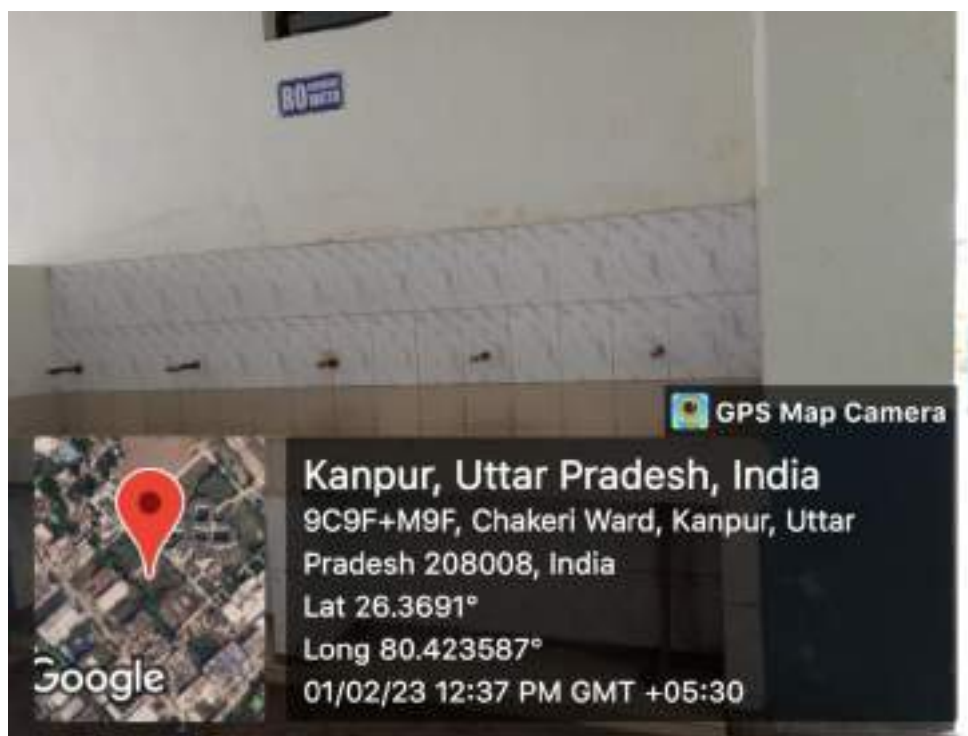 80
GPS Map Camera
Kanpur, Uttar Pradesh, India
9C9F+M9F, Chakeri Ward, Kanpur, Uttar
Pradesh 208008, India
Lat 26.3691°
Long 80.423587°
01/02/23 12:37 PM GMT +05:30
Google